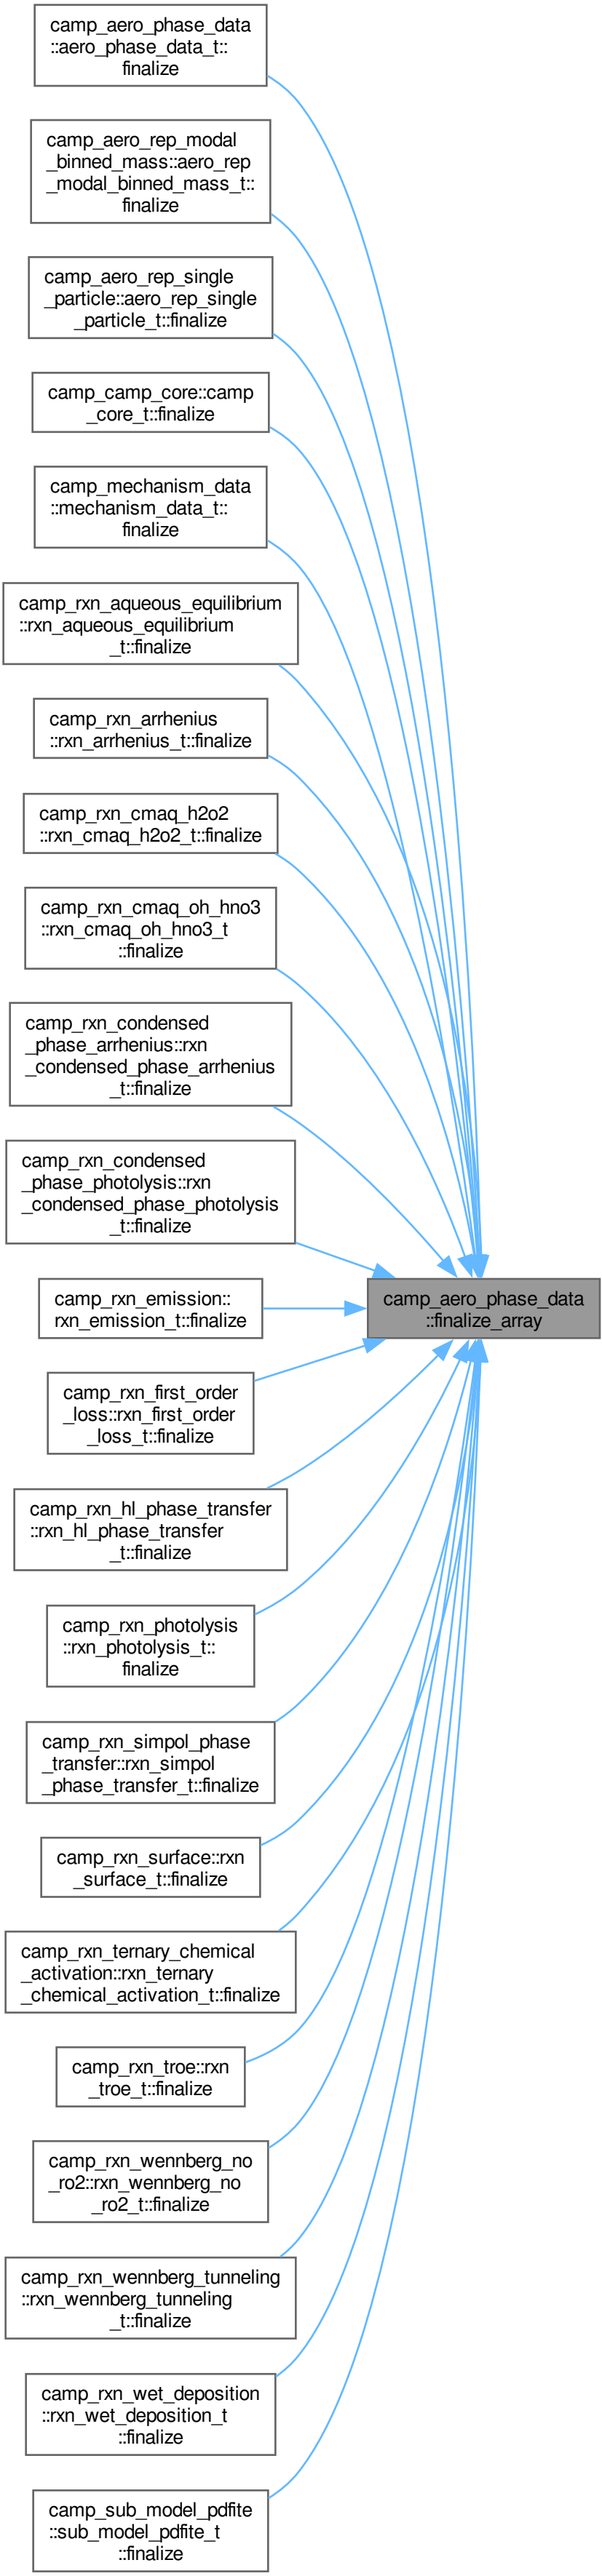 camp_aero_phase_data
::aero_phase_data_t::
finalize
camp_aero_rep_modal
_binned_mass::aero_rep
_modal_binned_mass_t::
finalize
camp_aero_rep_single
_particle::aero_rep_single
_particle_t::finalize
camp_camp_core::camp
_core_t::finalize
camp_mechanism_data
::mechanism_data_t::
finalize
camp_rxn_aqueous_equilibrium
::rxn_aqueous_equilibrium
_t::finalize
camp_rxn_arrhenius
::rxn_arrhenius_t::finalize
camp_rxn_cmaq_h2o2
::rxn_cmaq_h2o2_t::finalize
camp_rxn_cmaq_oh_hno3
::rxn_cmaq_oh_hno3_t
::finalize
camp_rxn_condensed
_phase_arrhenius::rxn
_condensed_phase_arrhenius
_t::finalize
camp_rxn_condensed
_phase_photolysis::rxn
_condensed_phase_photolysis
_t::finalize
camp_rxn_emission::
rxn_emission_t::finalize
camp_aero_phase_data
::finalize_array
camp_rxn_first_order
_loss::rxn_first_order
_loss_t::finalize
camp_rxn_hl_phase_transfer
::rxn_hl_phase_transfer
_t::finalize
camp_rxn_photolysis
::rxn_photolysis_t::
finalize
camp_rxn_simpol_phase
_transfer::rxn_simpol
_phase_transfer_t::finalize
camp_rxn_surface::rxn
_surface_t::finalize
camp_rxn_ternary_chemical
_activation::rxn_ternary
_chemical_activation_t::finalize
camp_rxn_troe::rxn
_troe_t::finalize
camp_rxn_wennberg_no
_ro2::rxn_wennberg_no
_ro2_t::finalize
camp_rxn_wennberg_tunneling
::rxn_wennberg_tunneling
_t::finalize
camp_rxn_wet_deposition
::rxn_wet_deposition_t
::finalize
camp_sub_model_pdfite
::sub_model_pdfite_t
::finalize